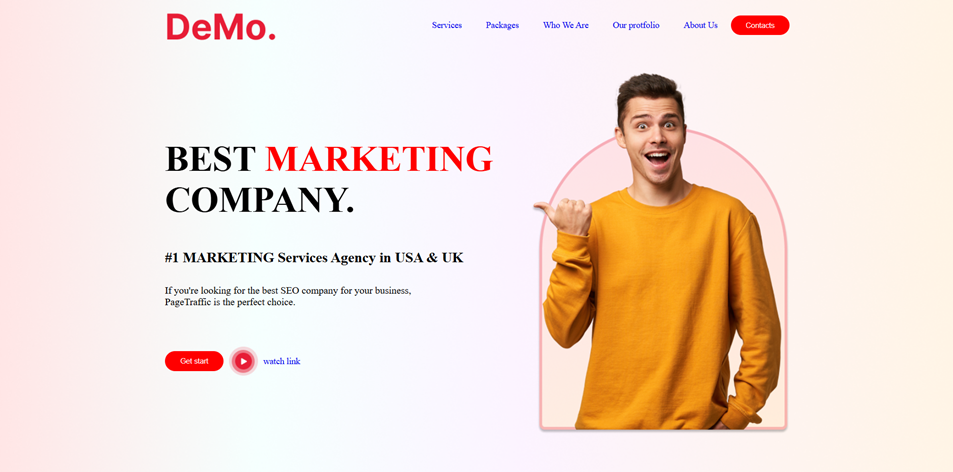 DeMo.
Services
Packages
Who We Are
Our protfolio
About Us
Contacts
BEST MARKETING
COMPANY.
#1 MARKETING Services Agency in USA & UK
If you're looking for the best SEO company for your business,
PageTraffic is the perfect choice.
Get start
watch link